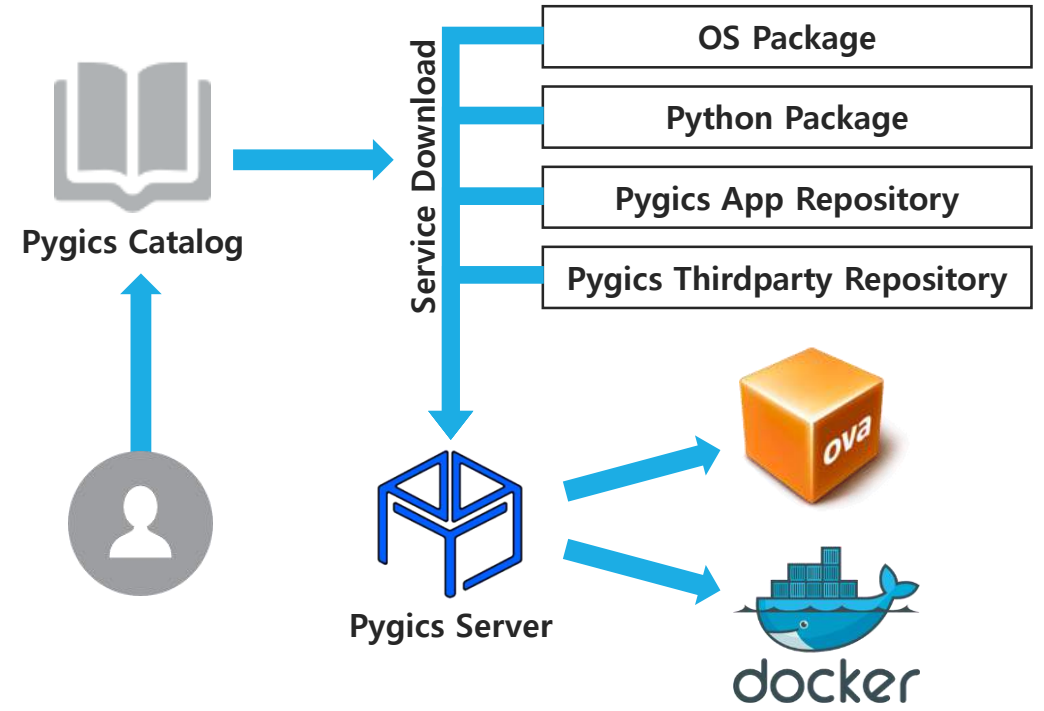 OS Package
Python Package
Pygics App Repository
Pygics Thirdparty Repository
Service Download
Pygics Catalog
ova
Pygics Server
docker